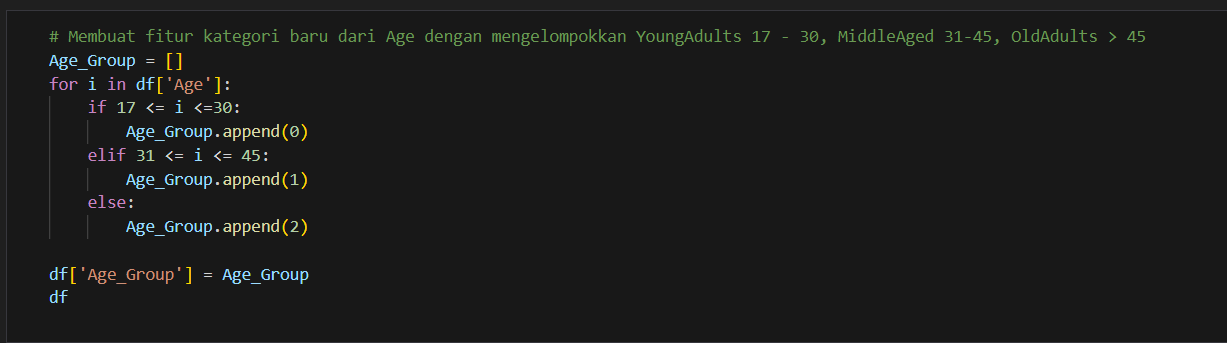 # Membuat fitur kategori baru dari Age dengan mengelompokkan YoungAdults 17 - 30, MiddleAged 31-45, OldAdults > 45
Age_Group = []
for i in df['Age']:
    if 17 <= i <=30:
        Age_Group.append(0)
    elif 31 <= i <= 45:
        Age_Group.append(1)
    else:
        Age_Group.append(2)

df['Age_Group'] = Age_Group
df